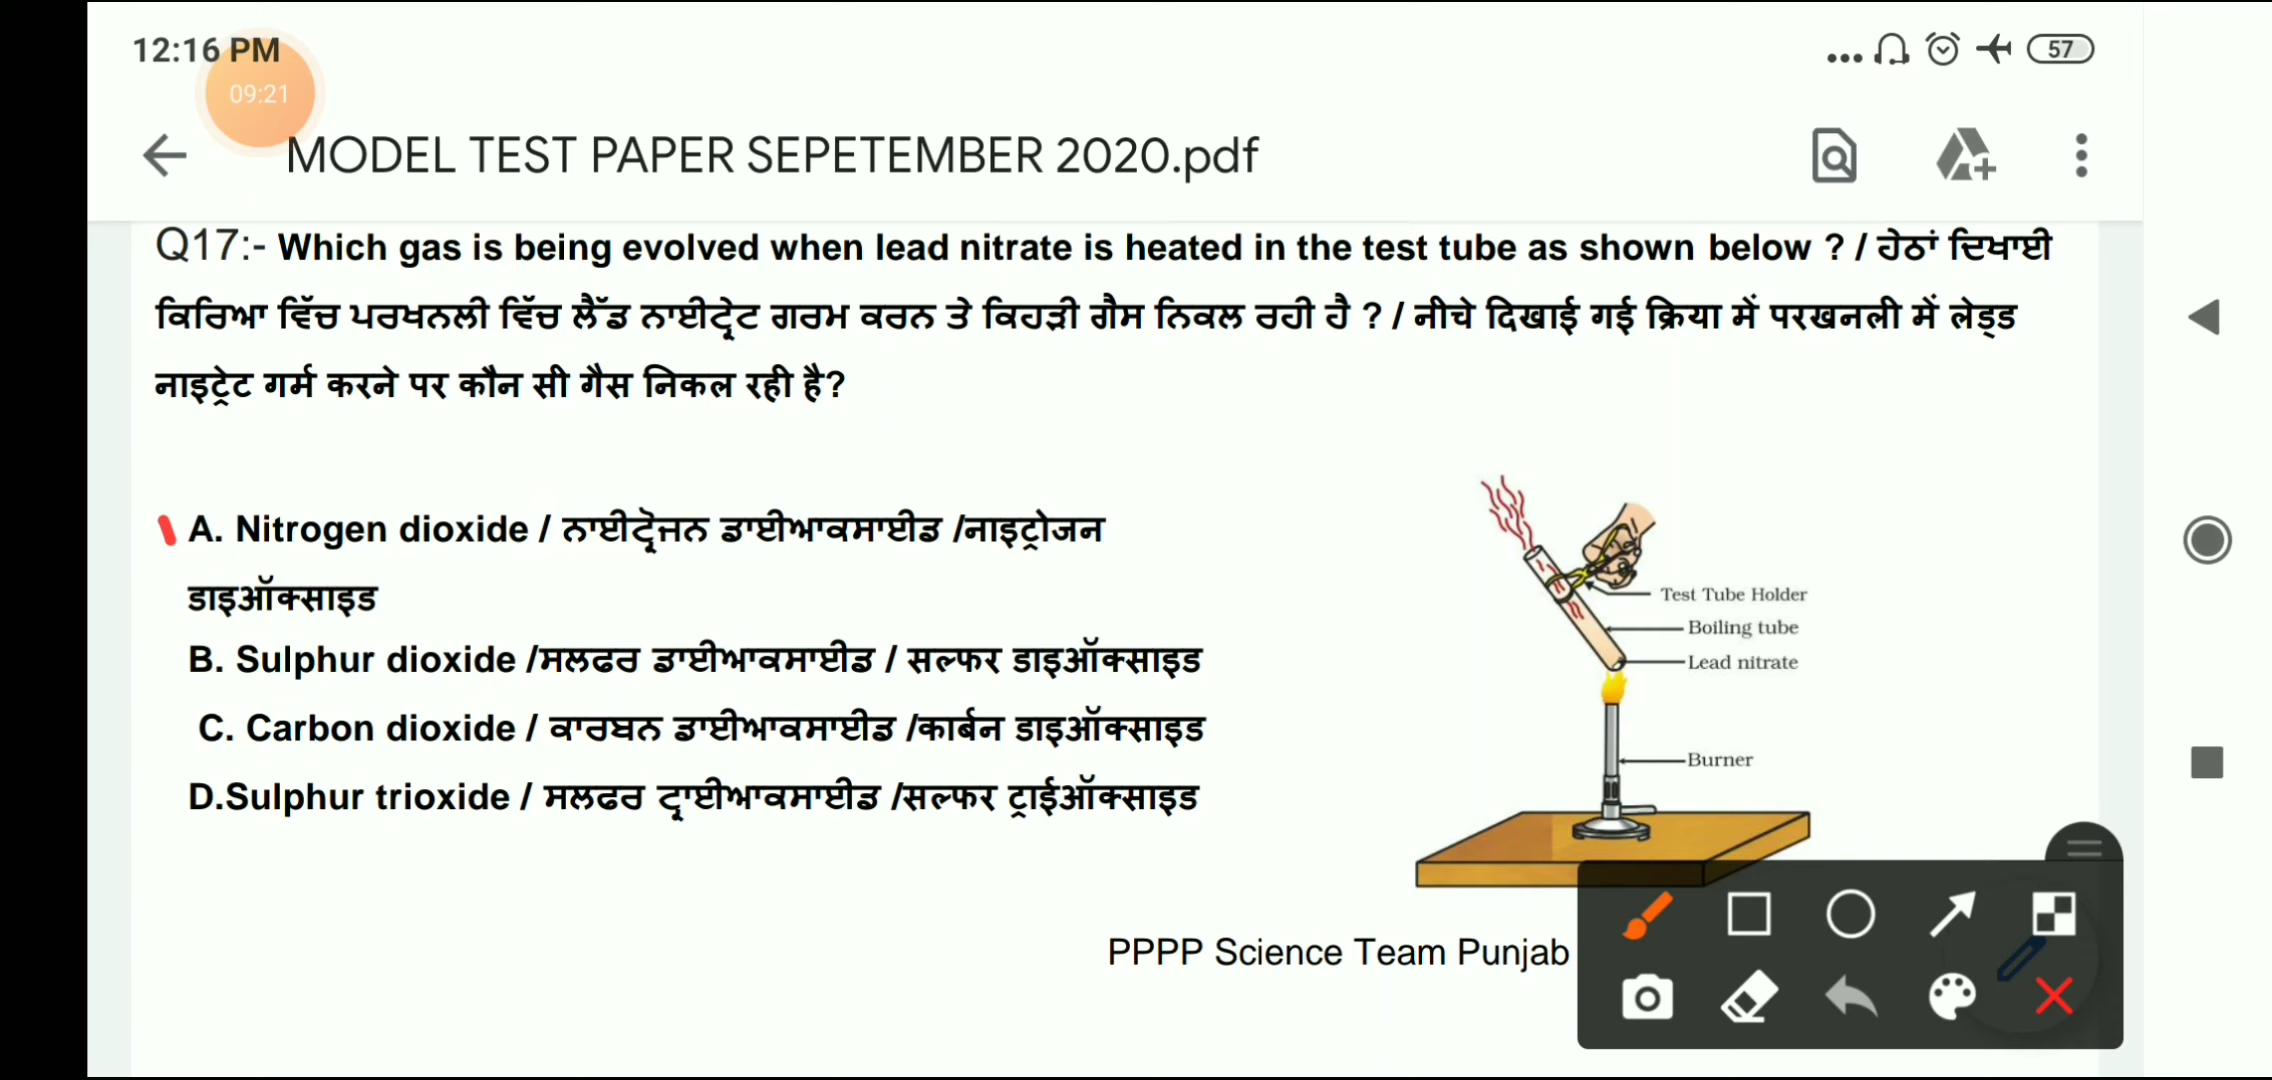 12:16 PM
57
09:21
MODEL TEST PAPER SEPETEMBER 2020.pdf
Q17:- Which gas is being evolved when lead nitrate is heated in the test tube as shown below ? / ਹੇਠਾਂ ਦਿਖਾਈ
ਕਿਰਿਆ ਵਿੱਚ ਪਰਖਨਲੀ ਵਿੱਚ ਲੈੱਡ ਨਾਈਟ੍ਰੇਟ ਗਰਮ ਕਰਨ ਤੇ ਕਿਹੜੀ ਗੈਸ ਨਿਕਲ ਰਹੀ ਹੈ ? / नीचे दिखाई गई क्रिया में परखनली में लेड्ड
नाइट्रेट गर्म करने पर कौन सी गैस निकल रही है?
A. Nitrogen dioxide / ਨਾਈਟ੍ਰੋਜਨ ਡਾਈਆਕਸਾਈਡ /नाइट्रोजन
डाइऑक्साइड
B. Sulphur dioxide /ਸਲਫਰ ਡਾਈਆਕਸਾਈਡ / सल्फर डाइऑक्साइड
C. Carbon dioxide / ਕਾਰਬਨ ਡਾਈਆਕਸਾਈਡ /कार्बन डाइऑक्साइड
D.Sulphur trioxide / ਸਲਫਰ ਟ੍ਰਾਈਆਕਸਾਈਡ /सल्फर ट्राईऑक्साइड
Test Tube Holder
Boiling tube
Lead nitrate
Burner
PPPP Science Team Punjab